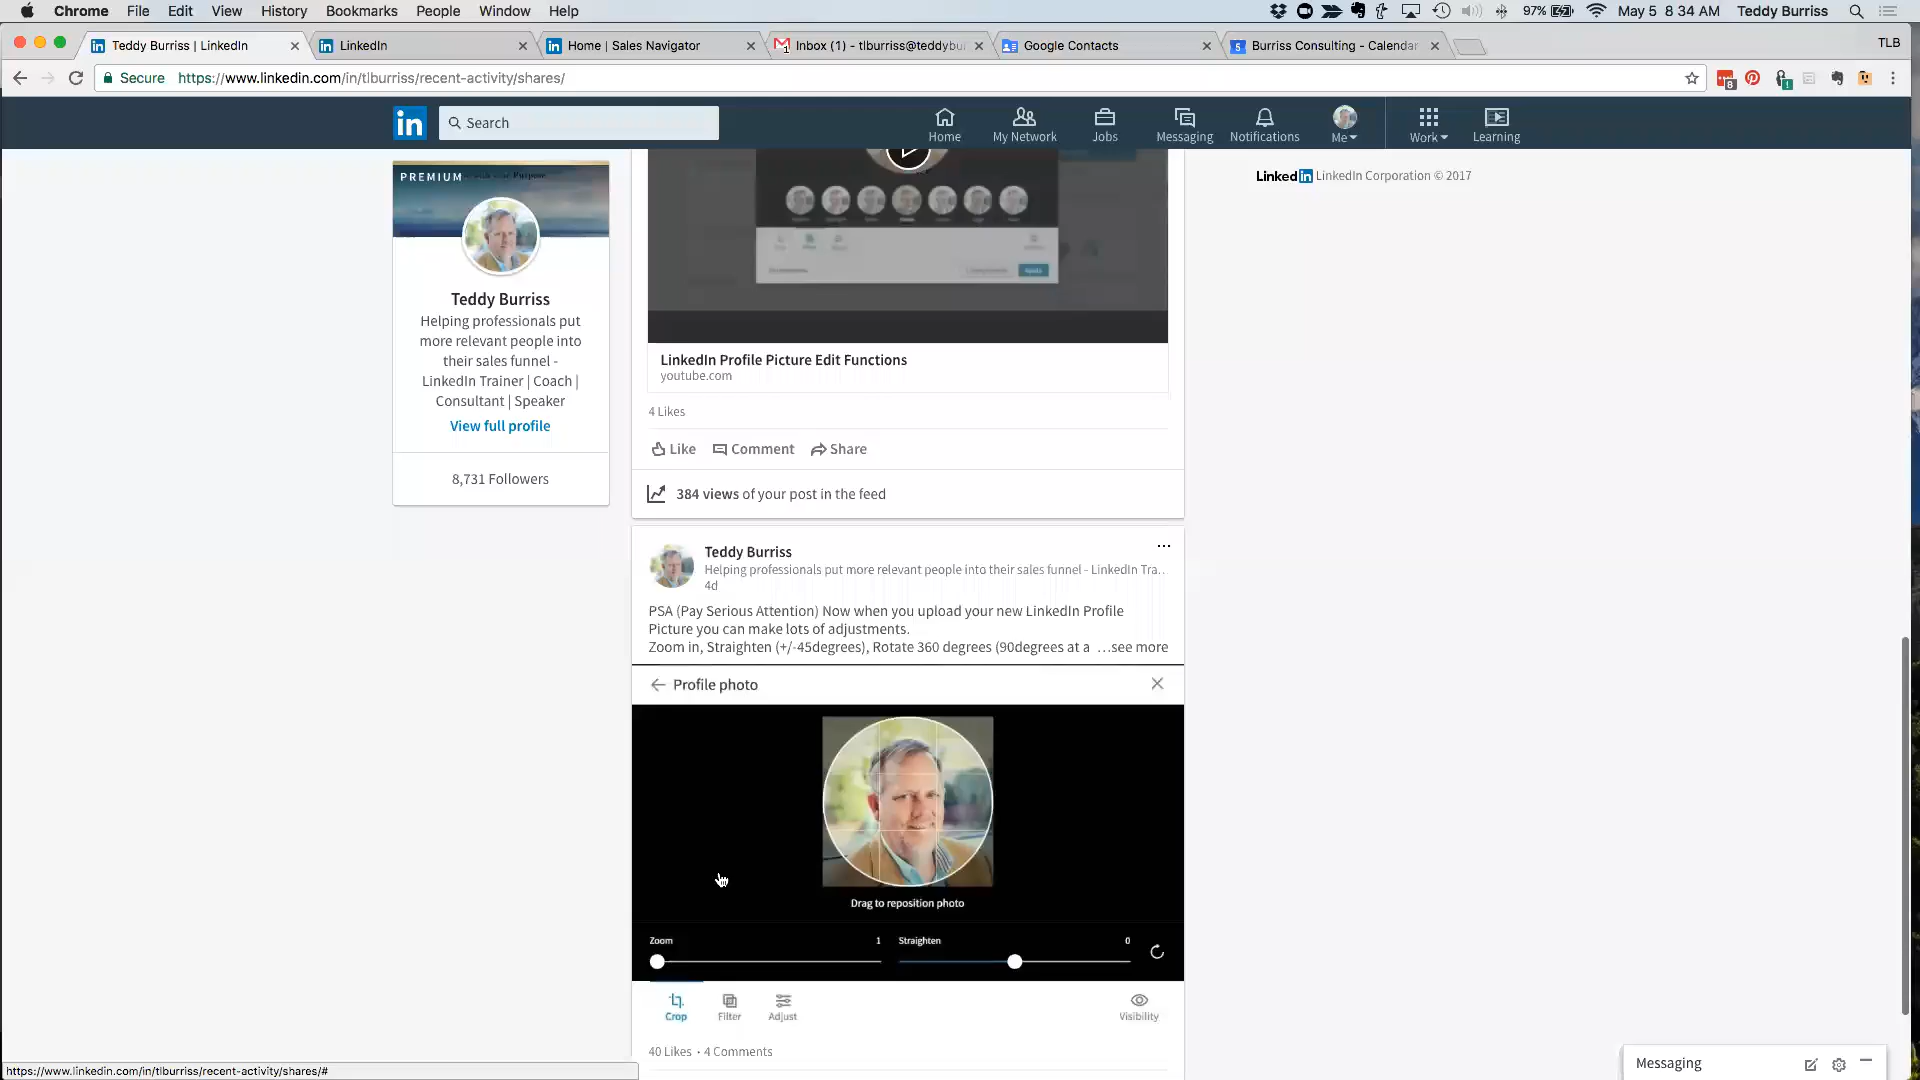 Chrome File Edit View History Bookmarks People Window Help 97% May 5 8 34 AM Teddy Burriss
Teddy Burriss | LinkedIn
LinkedIn
Home | Sales Navigator
Inbox (1) - tlburriss@teddybu
Google Contacts
Burriss Consulting - Calenda
TLB
Secure https://www.linkedin.com/in/tlburriss/recent-activity/shares/
in Search
Home
My Network
Jobs
Messaging
Notifications
Me
Work
Learning
PREMIUM
Teddy Burriss
Helping professionals put
more relevant people into
their sales funnel -
LinkedIn Trainer | Coach |
Consultant | Speaker
View full profile
8,731 Followers
LinkedIn Profile Picture Edit Functions
youtube.com
4 Likes
Like Comment Share
384 views of your post in the feed
Teddy Burriss
Helping professionals put more relevant people into their sales funnel - LinkedIn Tra...
4d
PSA (Pay Serious Attention) Now when you upload your new LinkedIn Profile
Picture you can make lots of adjustments.
Zoom in, Straighten (+/-45degrees), Rotate 360 degrees (90degrees at a ...see more
Profile photo
Drag to reposition photo
Zoom 1 Straighten 0
Crop Filter Adjust Visibility
40 Likes • 4 Comments
LinkedIn LinkedIn Corporation © 2017
Messaging
https://www.linkedin.com/in/tlburriss/recent-activity/shares/#